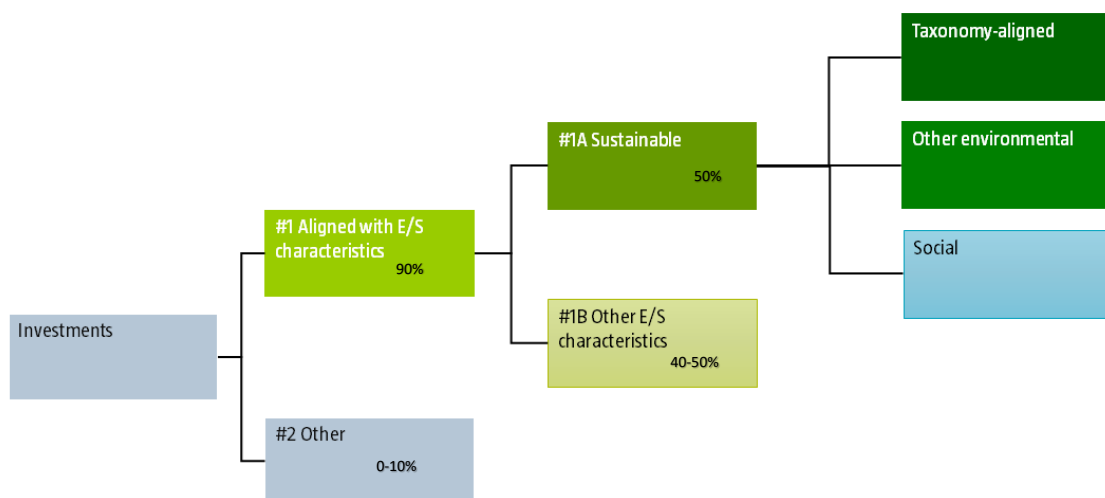 Taxonomy-aligned
#1A Sustainable
50%
Other environmental
#1 Aligned with E/S
characteristics
90%
Social
Investments
#1B Other E/S
characteristics
40-50%
#2 Other
0-10%